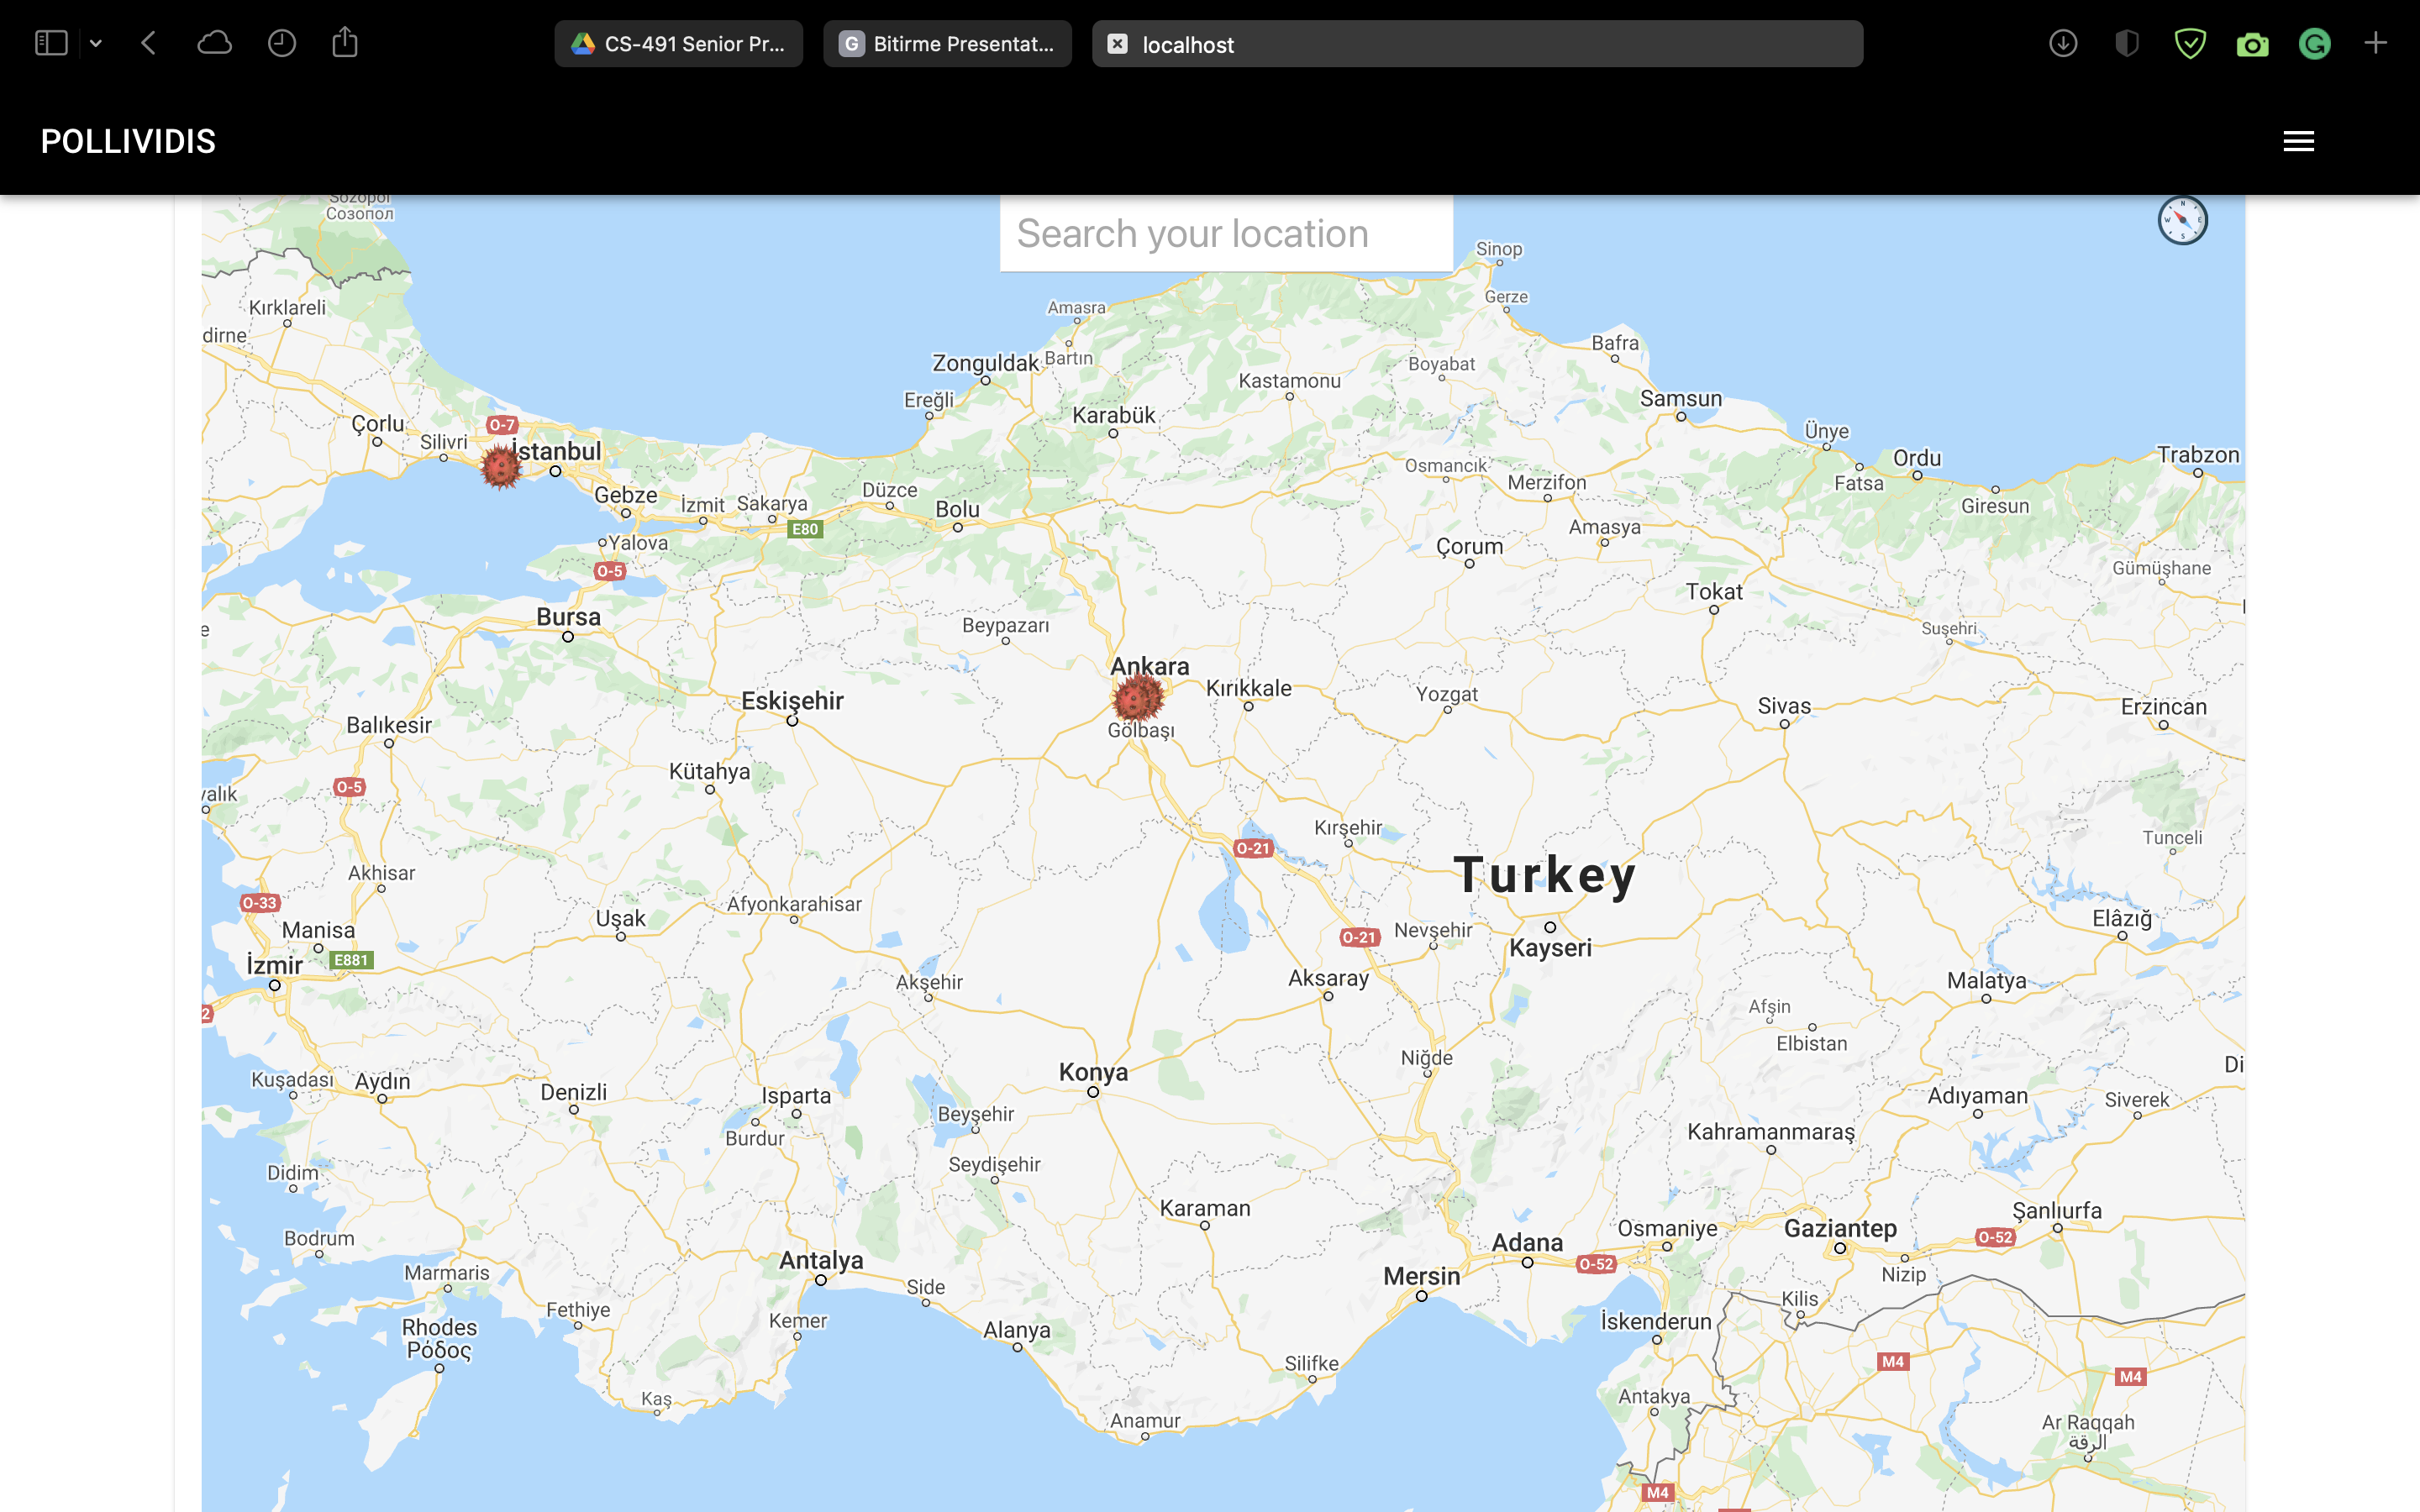 CS-491 Senior Pr...
G
Bitirme Presentat...
localhost
G
POLLIVIDIS
Search your location
Sozopol
Созопол
Kırklareli
dirne
Sinop
Gerze
Amasra
Bartın
Zonguldak
Ereğli
Karabük
Kastamonu
Boyabat
Bafra
Samsun
Ünye
Fatsa
Ordu
Giresun
Trabzon
Çorlu
Silivri
O-7
İstanbul
Gebze
İzmit
Sakarya
Düzce
Bolu
E80
Yalova
O-5
Osmancık
Merzifon
Amasya
Çorum
Tokat
Gümüşhane
Suşehri
e
Bursa
Beypazarı
Ankara
Gölbaşı
Kırıkkale
Yozgat
Sivas
Erzincan
Eskişehir
Balıkesir
Kütahya
O-5
valık
Kırşehir
O-21
Turkey
Tunceli
Akhisar
O-33
Manisa
İzmir
E881
Uşak
Afyonkarahisar
O-21
Nevşehir
Kayseri
Elâzığ
Akşehir
Aksaray
Malatya
Afşin
Elbistan
2
Niğde
Konya
Di
Kuşadası
Aydın
Denizli
Isparta
Burdur
Beyşehir
Adıyaman
Siverek
Kahramanmaraş
Seydişehir
Didim
Karaman
Şanlıurfa
Bodrum
Antalya
Adana
O-52
Osmaniye
Gaziantep
O-52
Nizip
Marmaris
Side
Mersin
Kilis
Fethiye
Kemer
Alanya
İskenderun
Rhodes
Ρόδος
Silifke
M4
M4
Kaş
Anamur
Antakya
Ar Raqqah
الرقة
M4